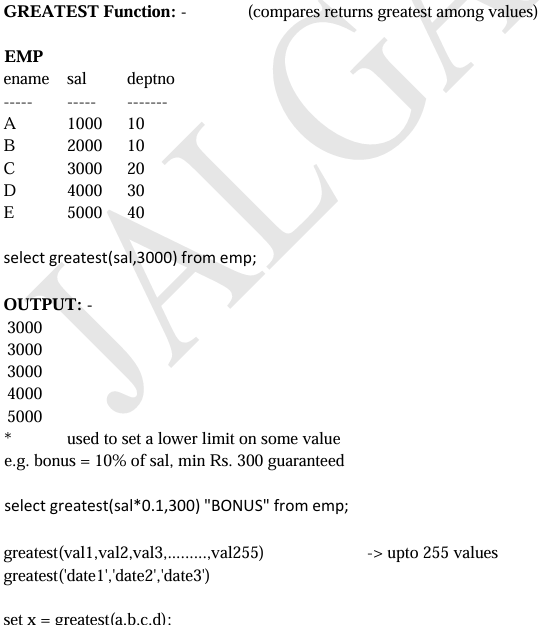 GREATEST Function: - (compares returns greatest among values)
EMP
ename sal deptno
----- ----- -------
A 1000 10
B 2000 10
C 3000 20
D 4000 30
E 5000 40
select greatest(sal,3000) from emp;
OUTPUT: -
3000
3000
3000
4000
5000
* used to set a lower limit on some value
e.g. bonus = 10% of sal, min Rs. 300 guaranteed
select greatest(sal*0.1,300) "BONUS" from emp;
greatest(val1,val2,val3,.........,val255) -> upto 255 values
greatest('date1','date2','date3')
set x = greatest(a,b,c,d);